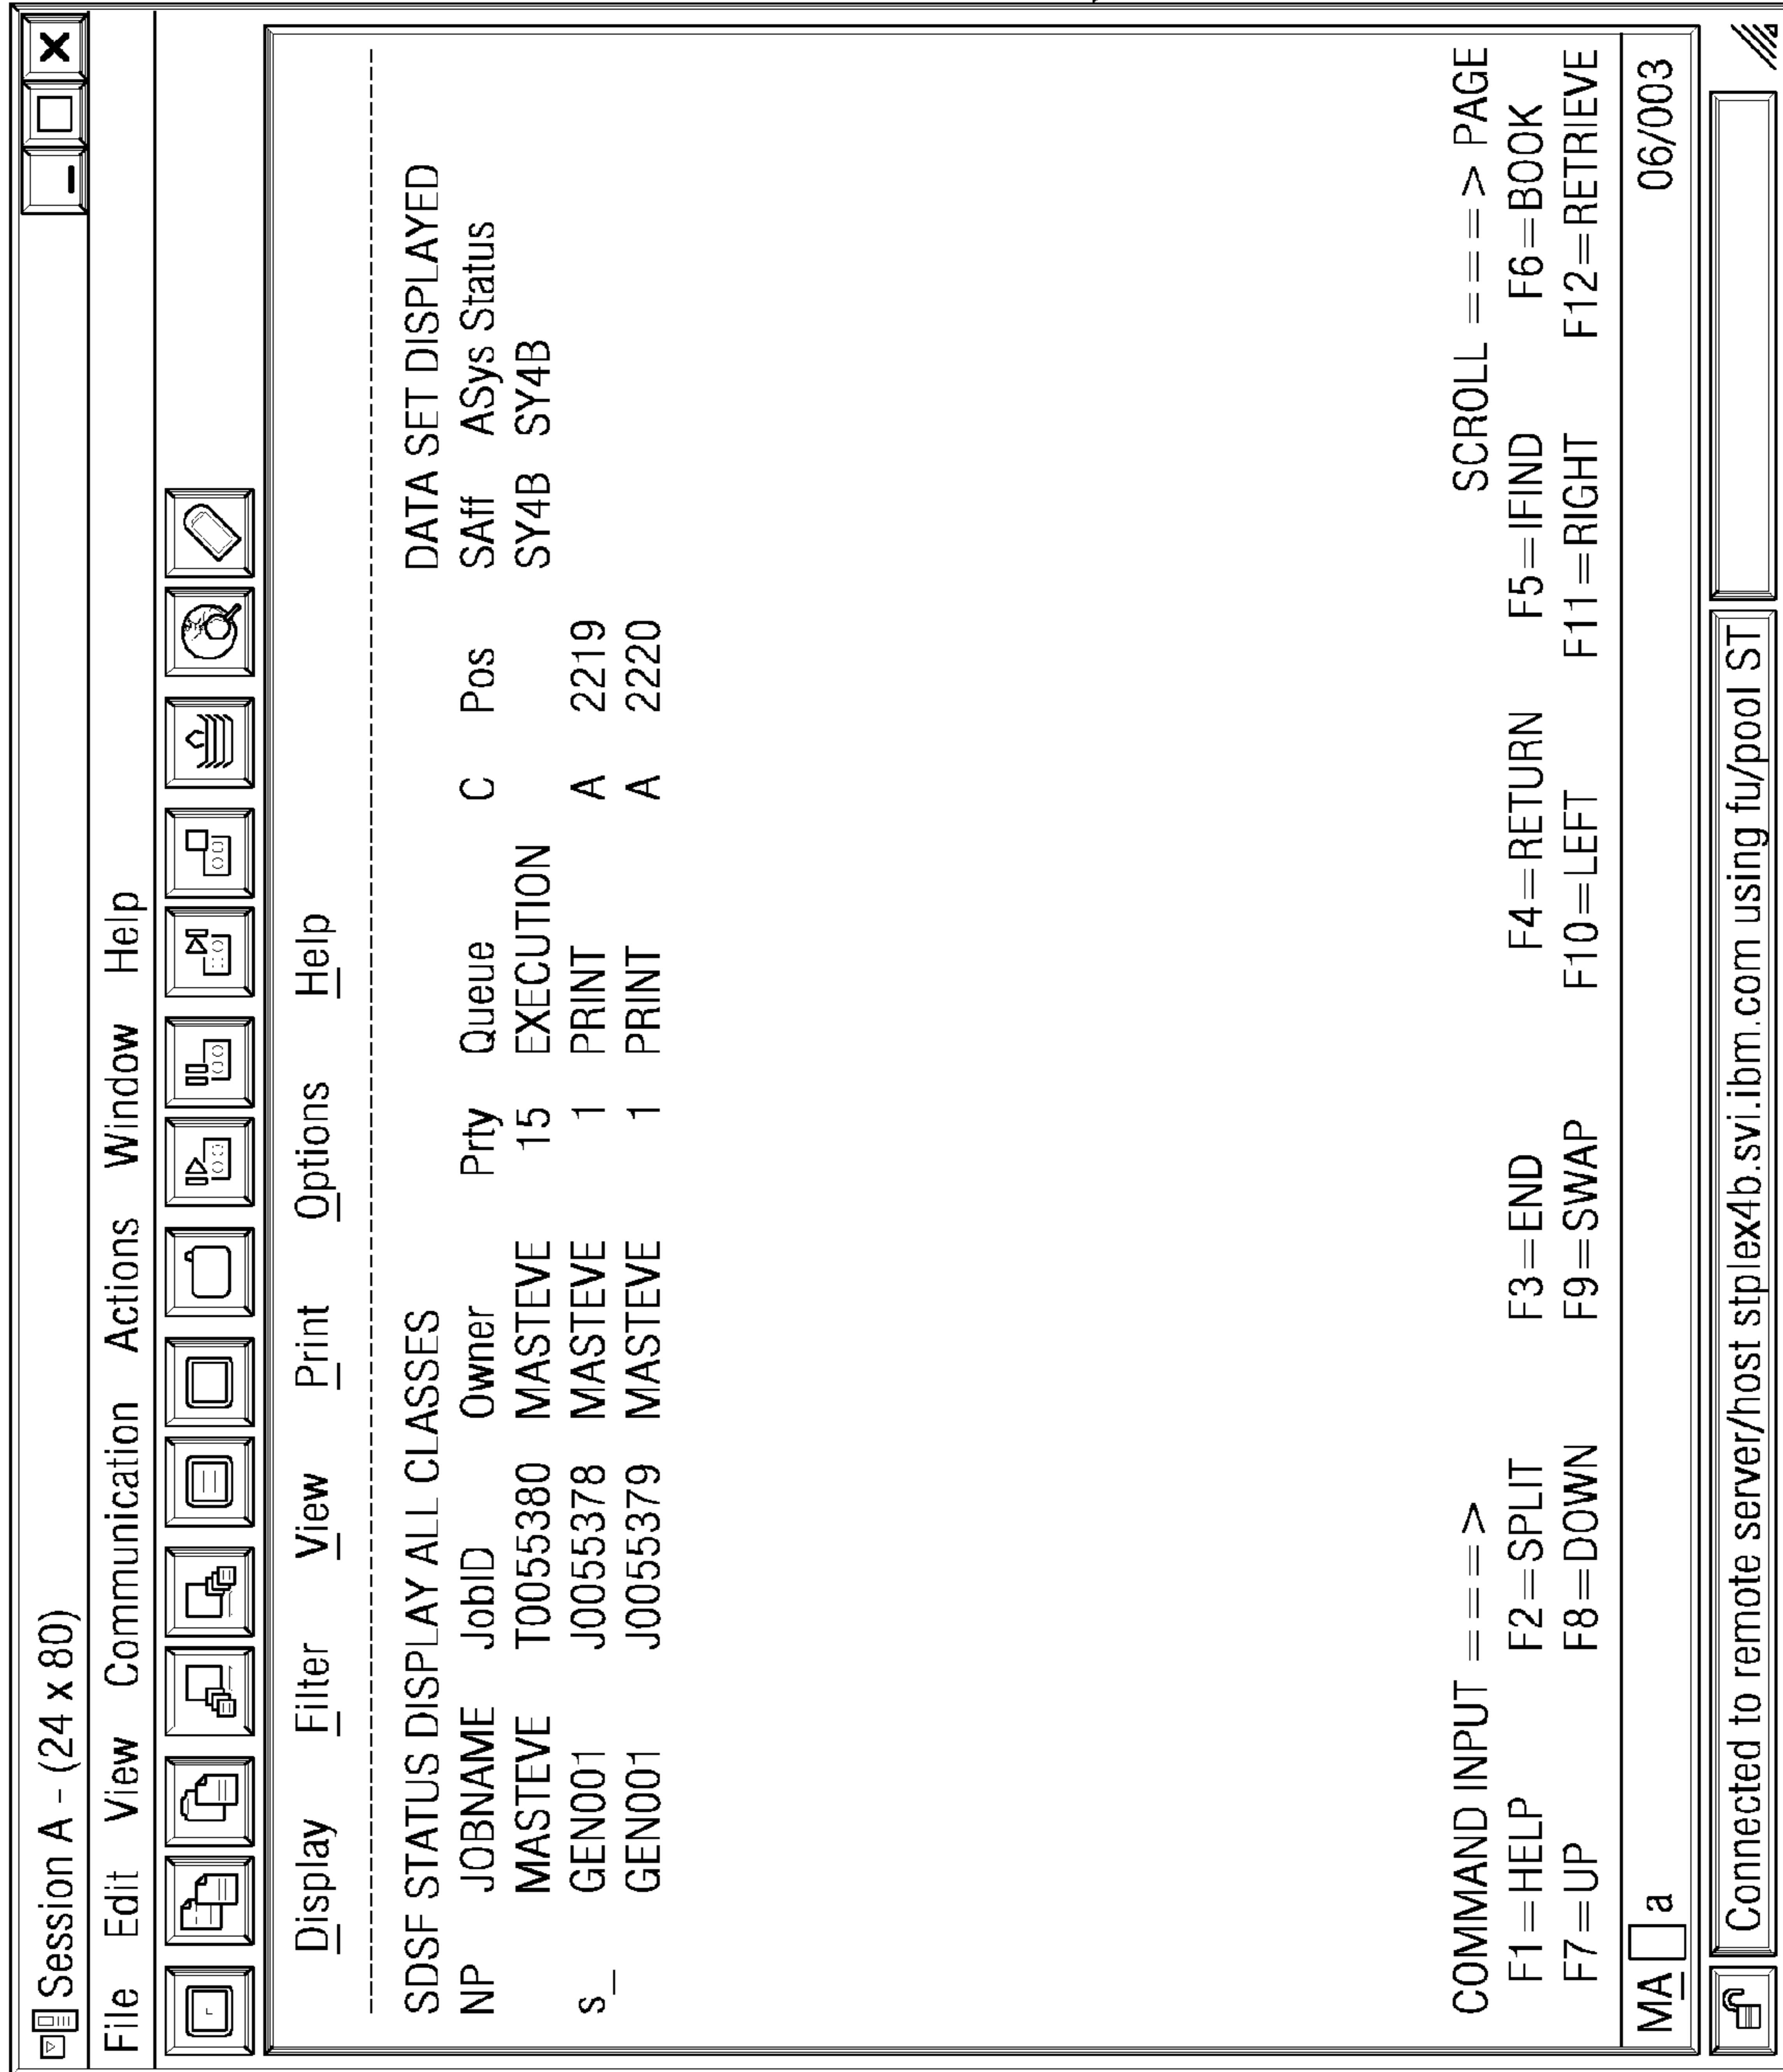 Session A - (24 x 80)
File Edit View Communication Actions Window Help
Display Filter View Print Options Help
SDSF STATUS DISPLAY ALL CLASSES DATA SET DISPLAYED
NP JOBNAME JobID Owner Prty Queue C Pos SAff ASys Status
MASTEVE T0055380 MASTEVE 15 EXECUTION SY4B SY4B
s_ GEN001 J0055378 MASTEVE 1 PRINT A 2219
GEN001 J0055379 MASTEVE 1 PRINT A 2220
COMMAND INPUT ====> SCROLL ====> PAGE
F1=HELP F2=SPLIT F3=END F4=RETURN F5=IFIND F6=BOOK
F7=UP F8=DOWN F9=SWAP F10=LEFT F11=RIGHT F12=RETRIEVE
MA a 06/003
Connected to remote server/host stplex4b.svi.ibm.com using fu/pool ST